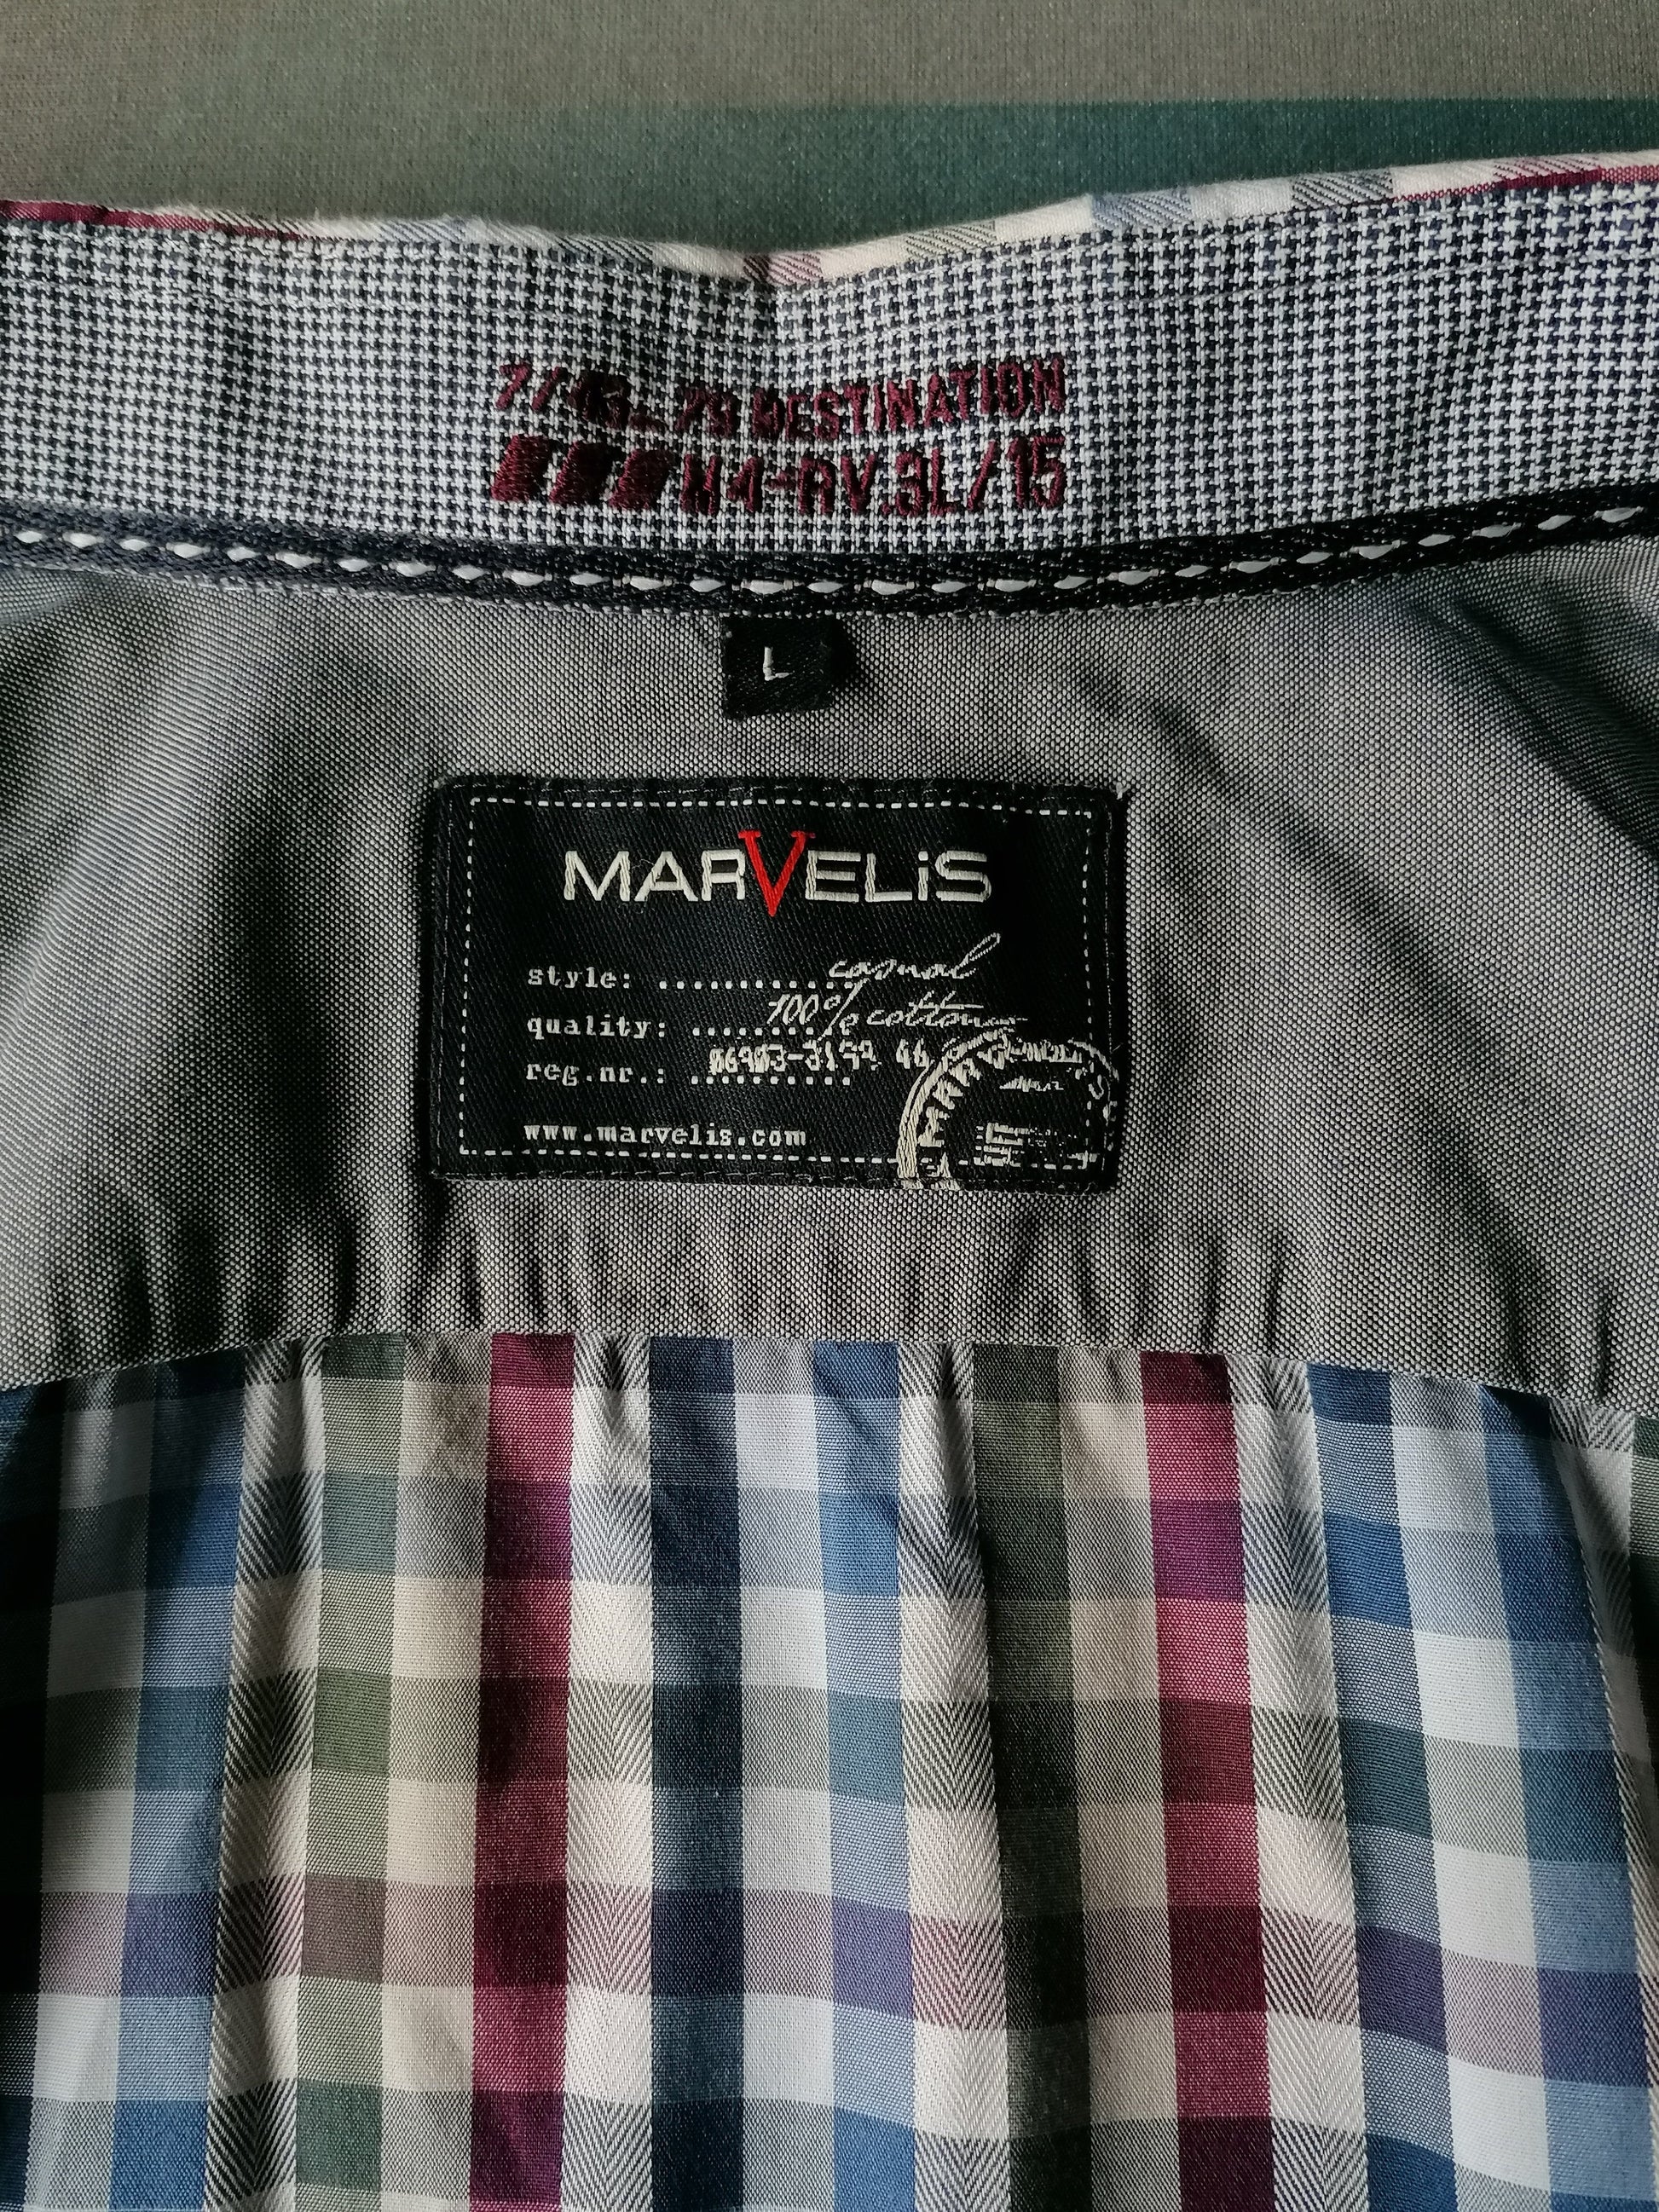 DESTINATION
M4-RV.3L/15
L
MARVELiS
style: ............casual
quality: ........100% cotton
reg.nr.: ..........
www.marvelis.com